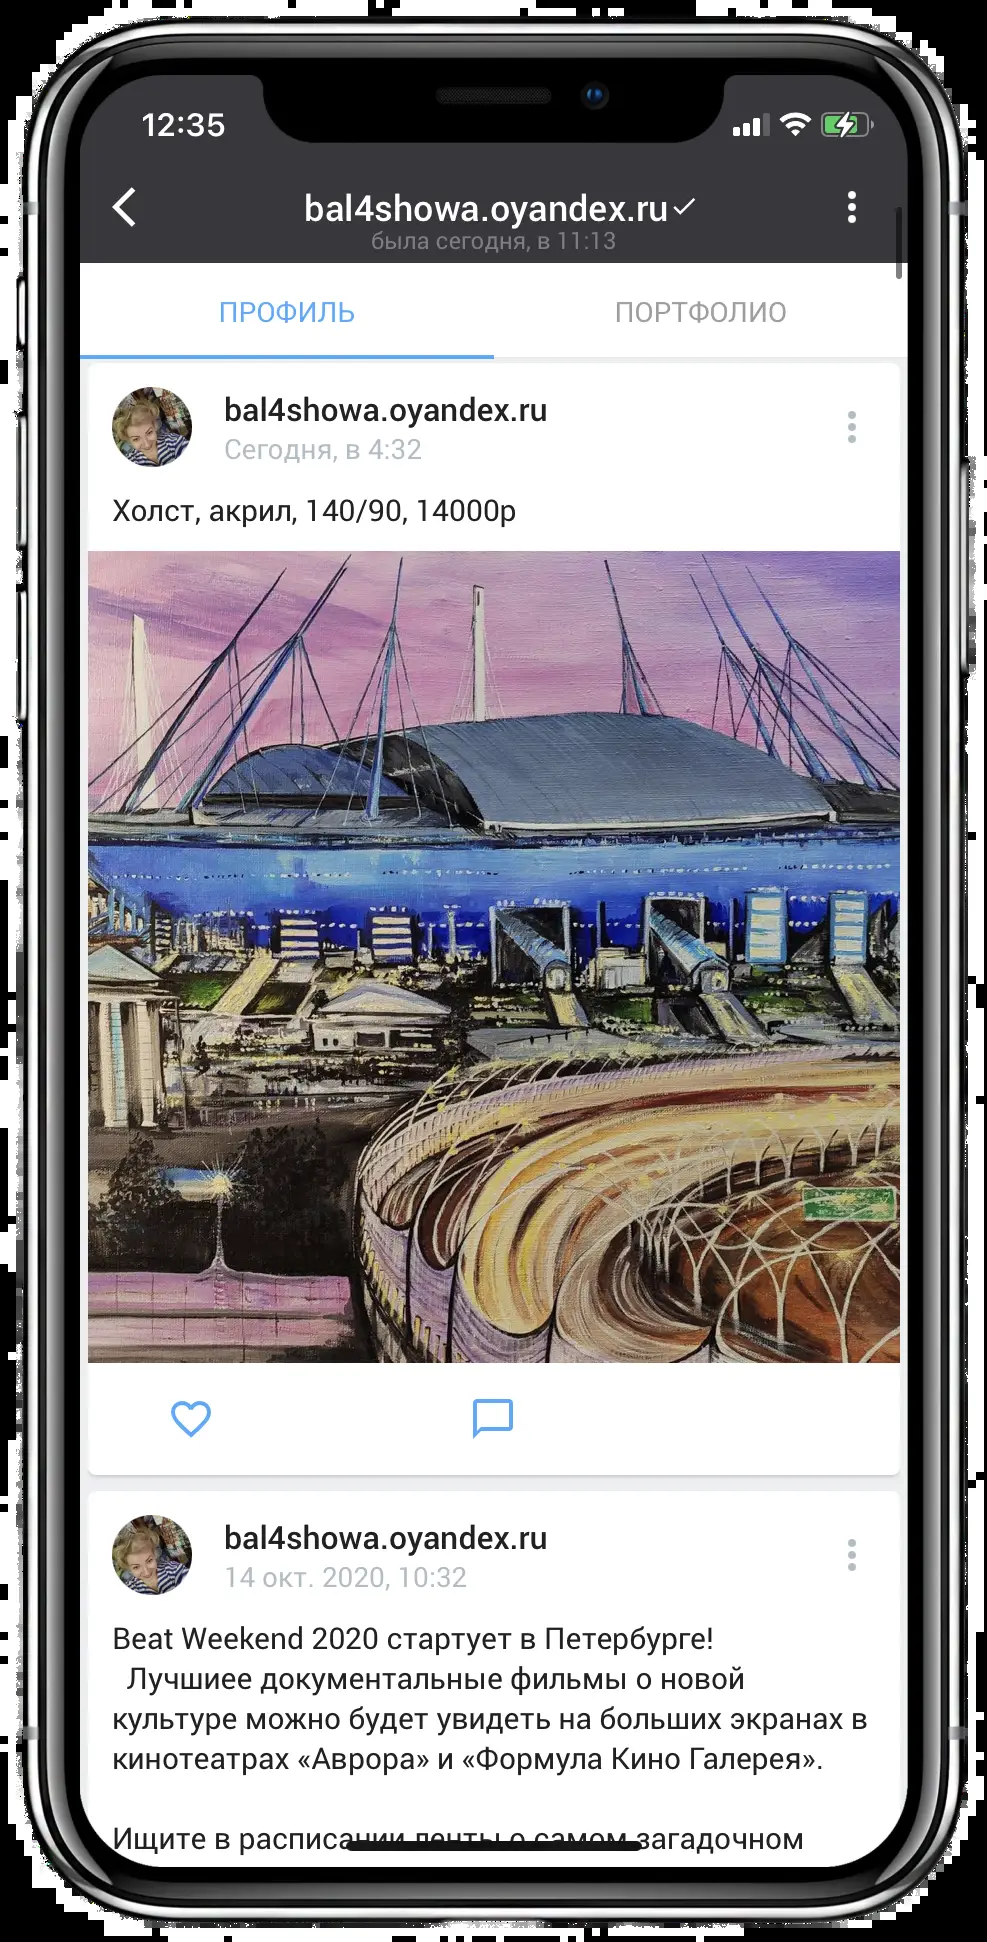 12:35
bal4showa.oyandex.ru
была сегодня, в 11:13
ПРОФИЛЬ
ПОРТФОЛИО
bal4showa.oyandex.ru
Сегодня, в 4:32
Холст, акрил, 140/90, 14000р
bal4showa.oyandex.ru
14 окт. 2020, 10:32
Beat Weekend 2020 стартует в Петербурге!
Лучшиее документальные фильмы о новой
культуре можно будет увидеть на больших экранах в
кинотеатрах «Аврора» и «Формула Кино Галерея».
Ищите в расписании ленты о самом загадочном